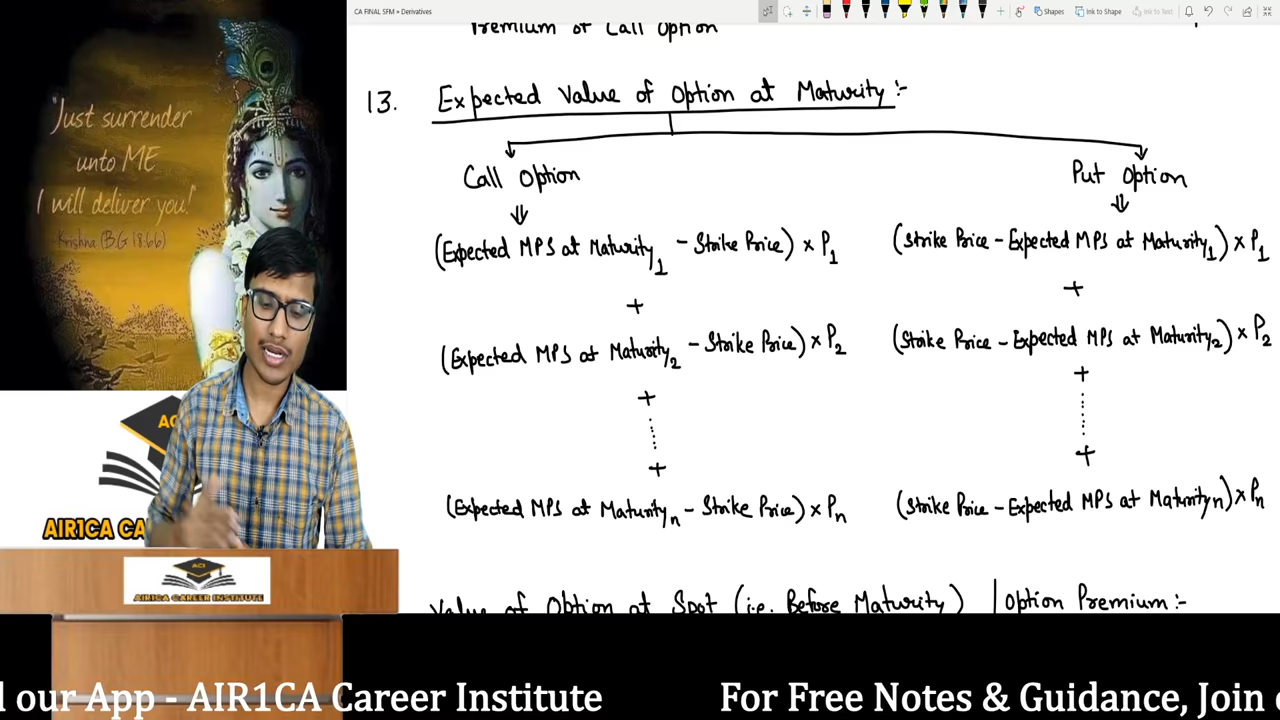 CA FINAL SFM » Derivatives
Shapes
Ink to Shape
Ink to Text
Premium of Call Option
13. Expected Value of Option at Maturity :-
Call Option
Put Option
(Expected MPS at Maturity1 - Strike Price) × P1
(Strike Price - Expected MPS at Maturity1) × P1
+
+
(Expected MPS at Maturity2 - Strike Price) × P2
(Strike Price - Expected MPS at Maturity2) × P2
+
+
+
+
(Expected MPS at Maturityn - Strike Price) × Pn
(Strike Price - Expected MPS at Maturityn) × Pn
Value of Option at Spot (i.e. Before Maturity) | Option Premium :-
"Just surrender
unto ME
I will deliver you!"
Krishna (BG 18:66)
AC
AIR1CA CA
ACI
AIR1CA CAREER INSTITUTE
d our App - AIR1CA Career Institute
For Free Notes & Guidance, Join